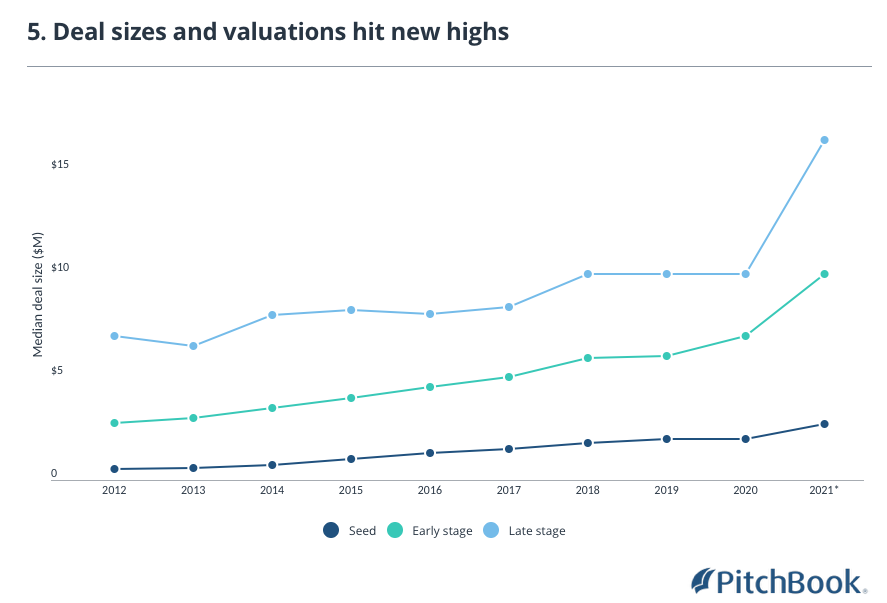 5. Deal sizes and valuations hit new highs
Median deal size ($M)
$15
$10
$5
0
2012 2013 2014 2015 2016 2017 2018 2019 2020 2021*
Seed Early stage Late stage
PitchBook®